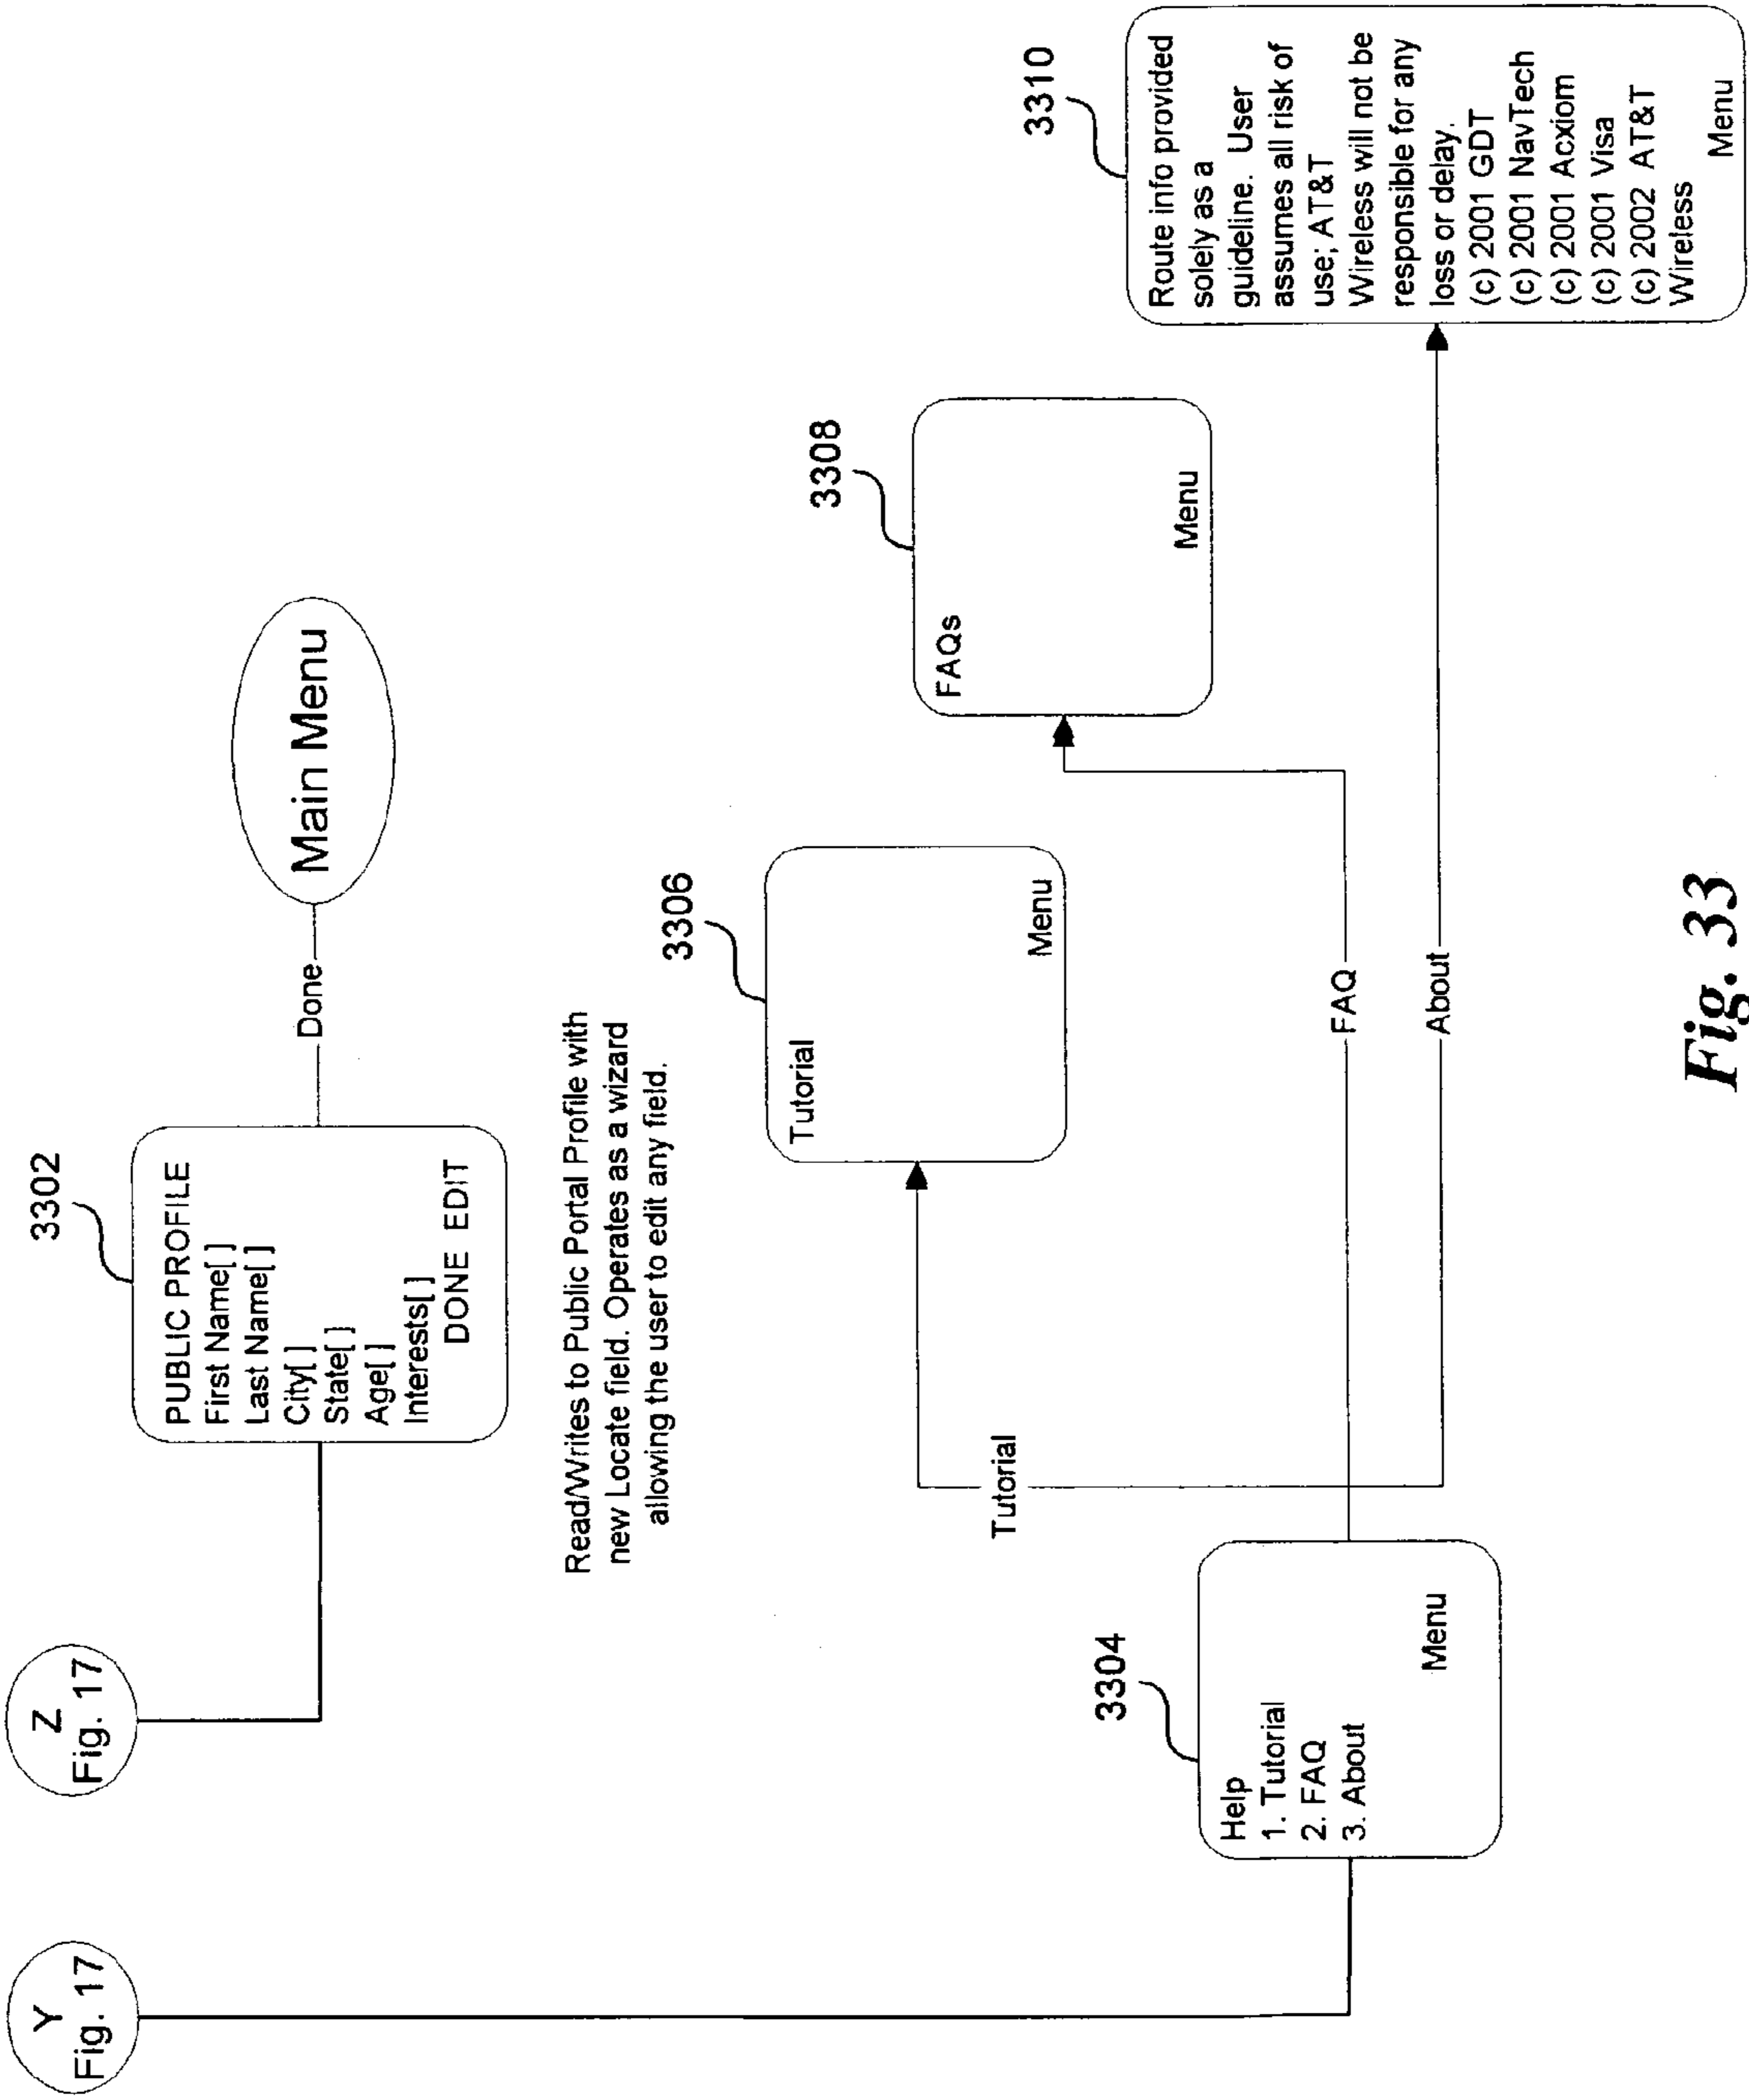 Y
Fig. 17
Z
Fig. 17
3302
PUBLIC PROFILE
First Name[ ]
Last Name[ ]
City[ ]
State[ ]
Age[ ]
Interests[ ]
DONE EDIT
Done
Main Menu
Read/Writes to Public Portal Profile with
new Locate field. Operates as a wizard
allowing the user to edit any field.
3304
Help
1. Tutorial
2. FAQ
3. About
Menu
Tutorial
3306
Tutorial
Menu
FAQ
3308
FAQs
Menu
About
3310
Route info provided
solely as a
guideline. User
assumes all risk of
use; AT&T
Wireless will not be
responsible for any
loss or delay.
(c) 2001 GDT
(c) 2001 NavTech
(c) 2001 Acxiom
(c) 2001 Visa
(c) 2002 AT&T
Wireless
Menu
Fig. 33